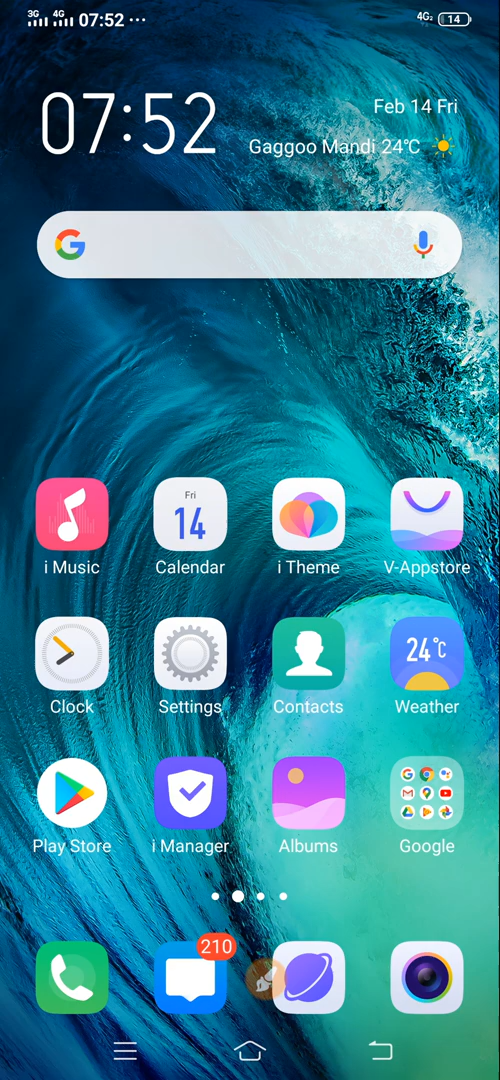 3G 4G 07:52 ... 4G2 14
07:52
Feb 14 Fri
Gaggoo Mandi 24℃
Fri
14
24℃
i Music Calendar i Theme V-Appstore
Clock Settings Contacts Weather
Play Store i Manager Albums Google
210